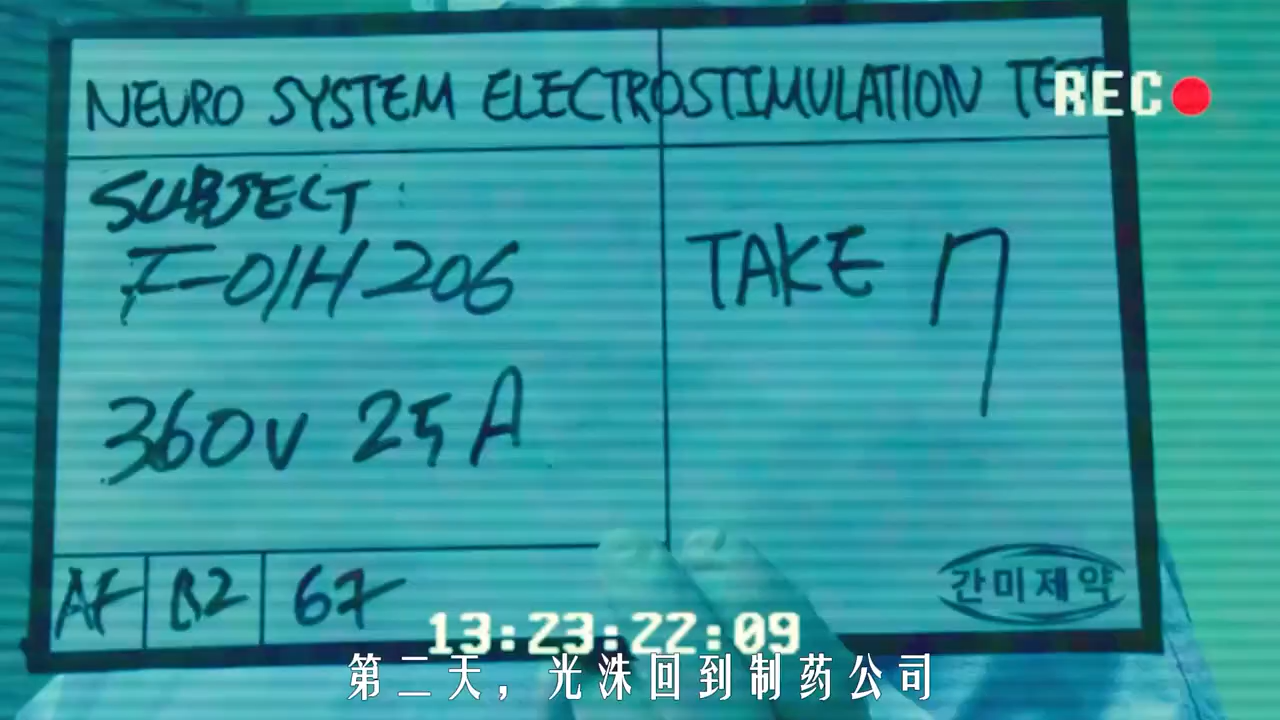 NEURO SYSTEM ELECTROSTIMULATION TEST
REC
SUBJECT:
F-01H206
TAKE 7
360V 25A
AF B2 67
간미제약
13:23:22:09
第二天，光洙回到制药公司